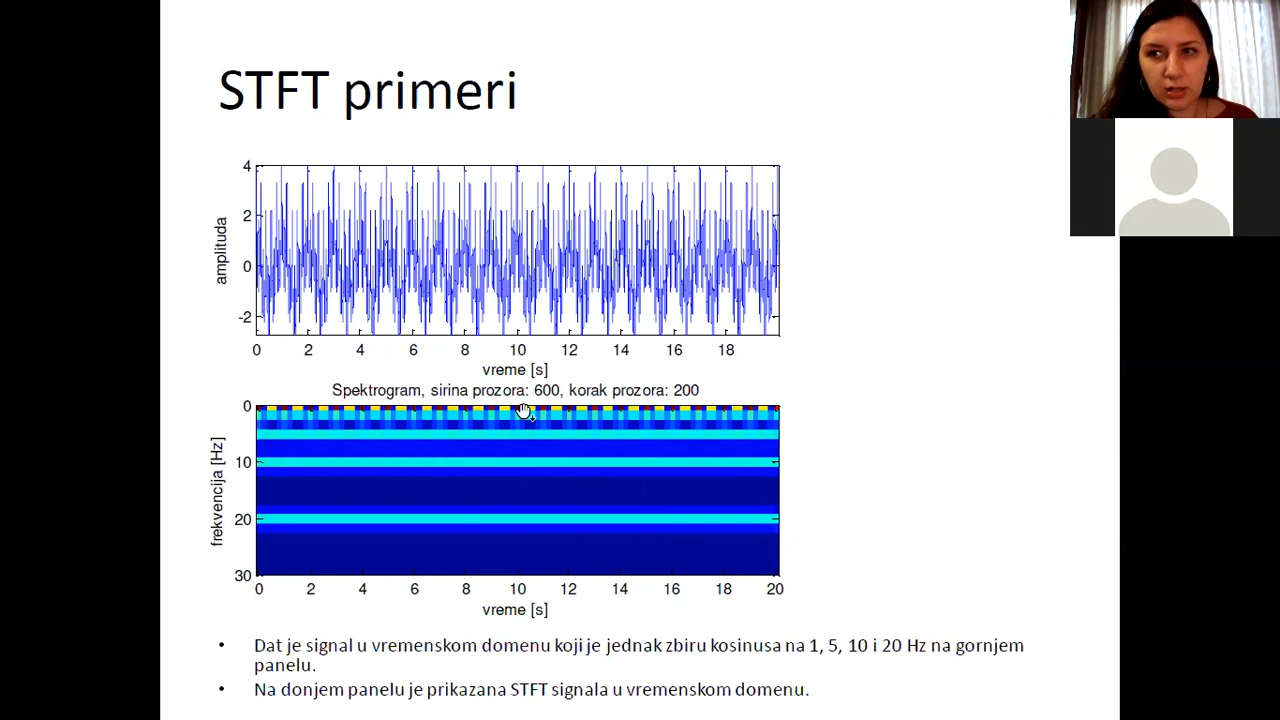 STFT primeri
4
2
0
-2
amplituda
0 2 4 6 8 10 12 14 16 18
vreme [s]
Spektrogram, sirina prozora: 600, korak prozora: 200
0
10
20
30
frekvencija [Hz]
0 2 4 6 8 10 12 14 16 18 20
vreme [s]
• Dat je signal u vremenskom domenu koji je jednak zbiru kosinusa na 1, 5, 10 i 20 Hz na gornjem
panelu.
• Na donjem panelu je prikazana STFT signala u vremenskom domenu.